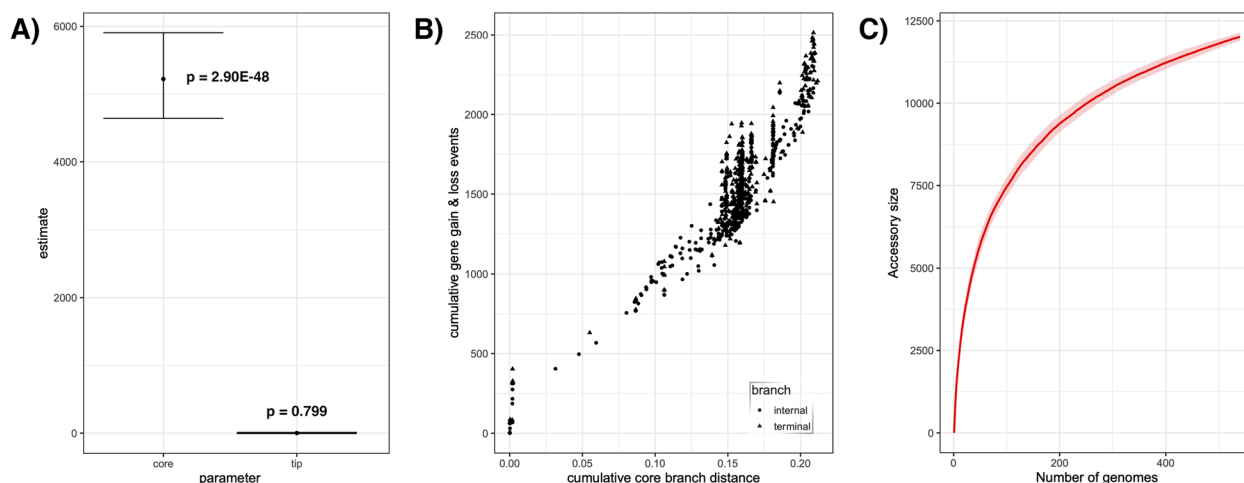 A)
6000
4000
2000
0
estimate
p = 2.90E-48
p = 0.799
core
tip
parameter
B)
2500
2000
1500
1000
500
0
cumulative gene gain & loss events
branch
internal
terminal
0.00
0.05
0.10
0.15
0.20
cumulative core branch distance
C)
12500
10000
7500
5000
2500
0
Accessory size
0
200
400
Number of genomes